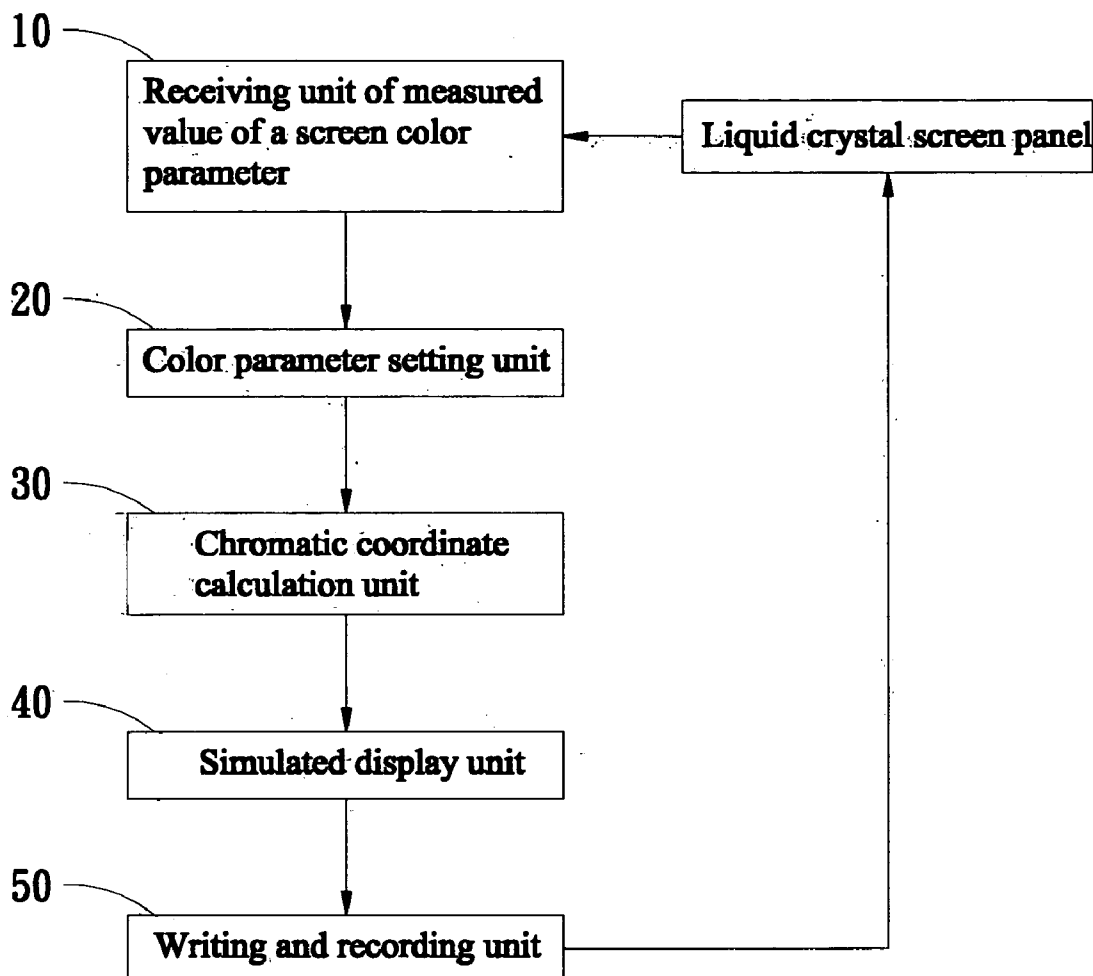 10
Receiving unit of measured
value of a screen color
parameter
Liquid crystal screen panel
20
Color parameter setting unit
30
Chromatic coordinate
calculation unit
40
Simulated display unit
50
Writing and recording unit